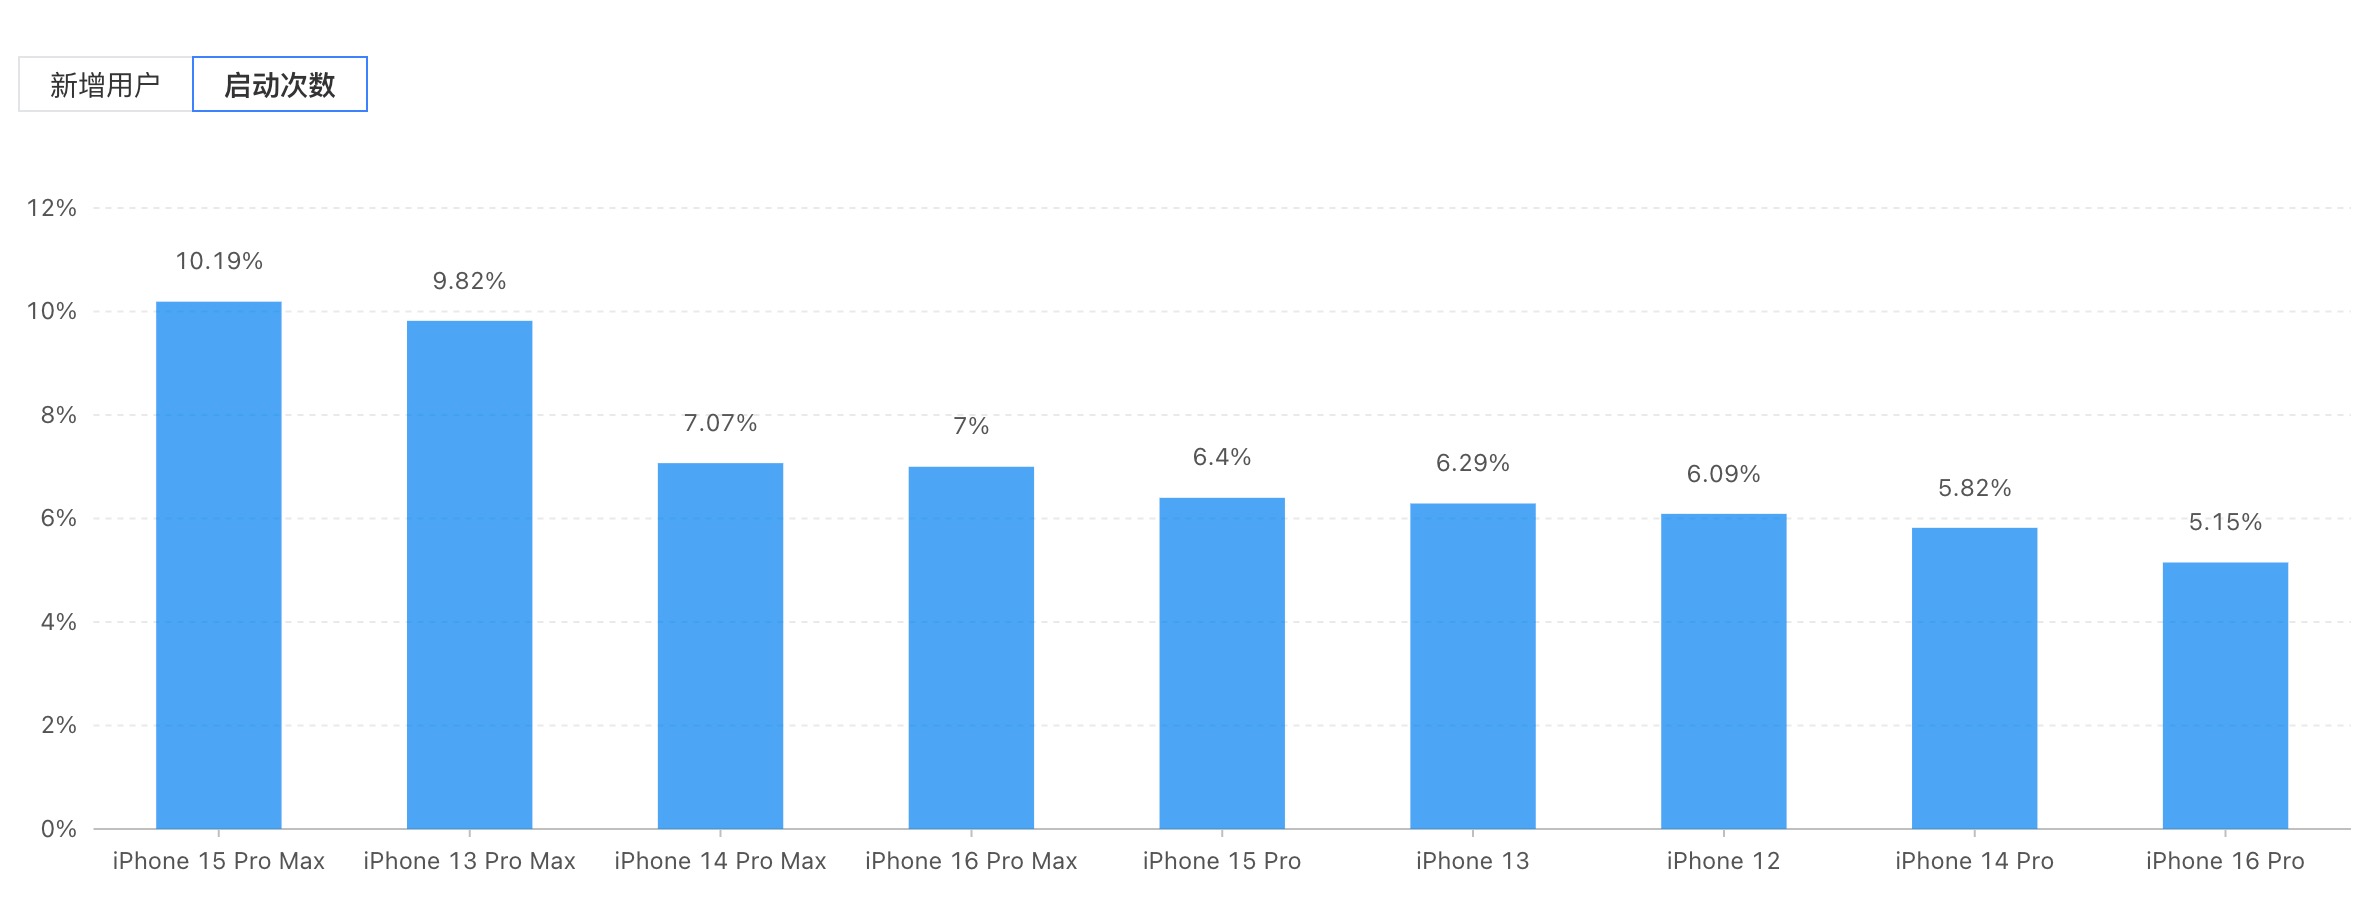 新增用户 启动次数
12%
10%
8%
6%
4%
2%
0%
10.19%
9.82%
7.07%
7%
6.4%
6.29%
6.09%
5.82%
5.15%
iPhone 15 Pro Max
iPhone 13 Pro Max
iPhone 14 Pro Max
iPhone 16 Pro Max
iPhone 15 Pro
iPhone 13
iPhone 12
iPhone 14 Pro
iPhone 16 Pro